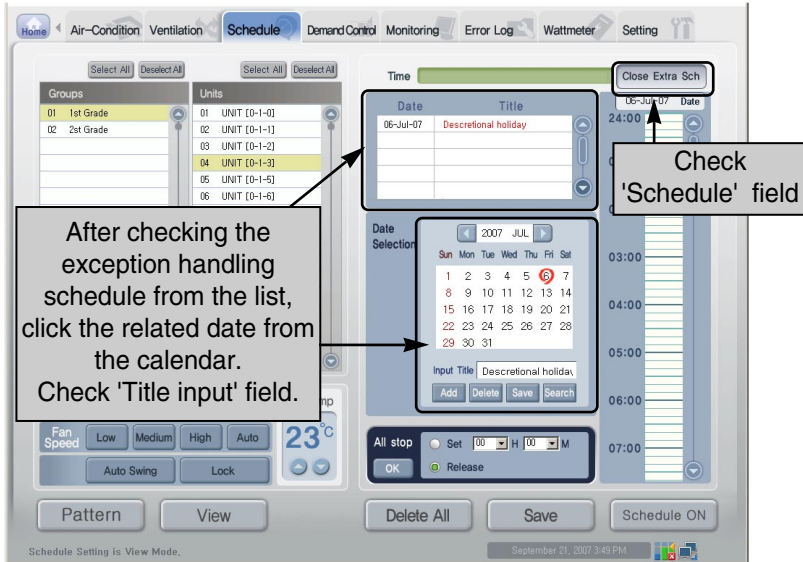 Home Air-Condition Ventilation Schedule Demand Control Monitoring Error Log Wattmeter Setting
Select All Deselect All Select All Deselect All
Time
Close Extra Sch
Groups
01 1st Grade
02 2st Grade
Units
01 UNIT [0-1-0]
02 UNIT [0-1-1]
03 UNIT [0-1-2]
04 UNIT [0-1-3]
05 UNIT [0-1-5]
06 UNIT [0-1-6]
Date Title
06-Jul-07 Descretional holiday
06-Jul-07 Date
24:00
Check
'Schedule' field
03:00
04:00
05:00
06:00
07:00
After checking the
exception handling
schedule from the list,
click the related date from
the calendar.
Check 'Title input' field.
Date
Selection
2007 JUL
Sun Mon Tue Wed Thu Fri Sat
1 2 3 4 5 6 7
8 9 10 11 12 13 14
15 16 17 18 19 20 21
22 23 24 25 26 27 28
29 30 31
Input Title Descretional holiday
Add Delete Save Search
Fan
Speed
Low Medium High Auto
Auto Swing Lock
23°C
All stop Set 00 H 00 M
OK Release
Pattern View Delete All Save Schedule ON
Schedule Setting is View Mode.
September 21, 2007 3:49 PM